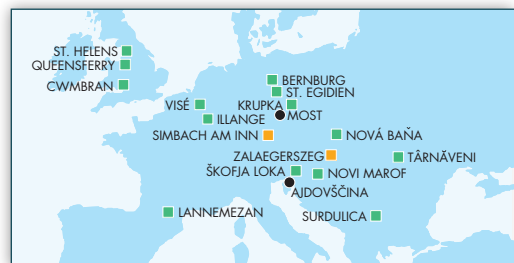 ST. HELENS
QUEENSFERRY
CWMBRAN
BERNBURG
ST. EGIDIEN
VISÉ
KRUPKA
MOST
ILLANGE
SIMBACH AM INN
NOVÁ BAŇA
ZALAEGERSZEG
TÂRNĂVENI
ŠKOFJA LOKA
NOVI MAROF
AJDOVŠČINA
LANNEMEZAN
SURDULICA